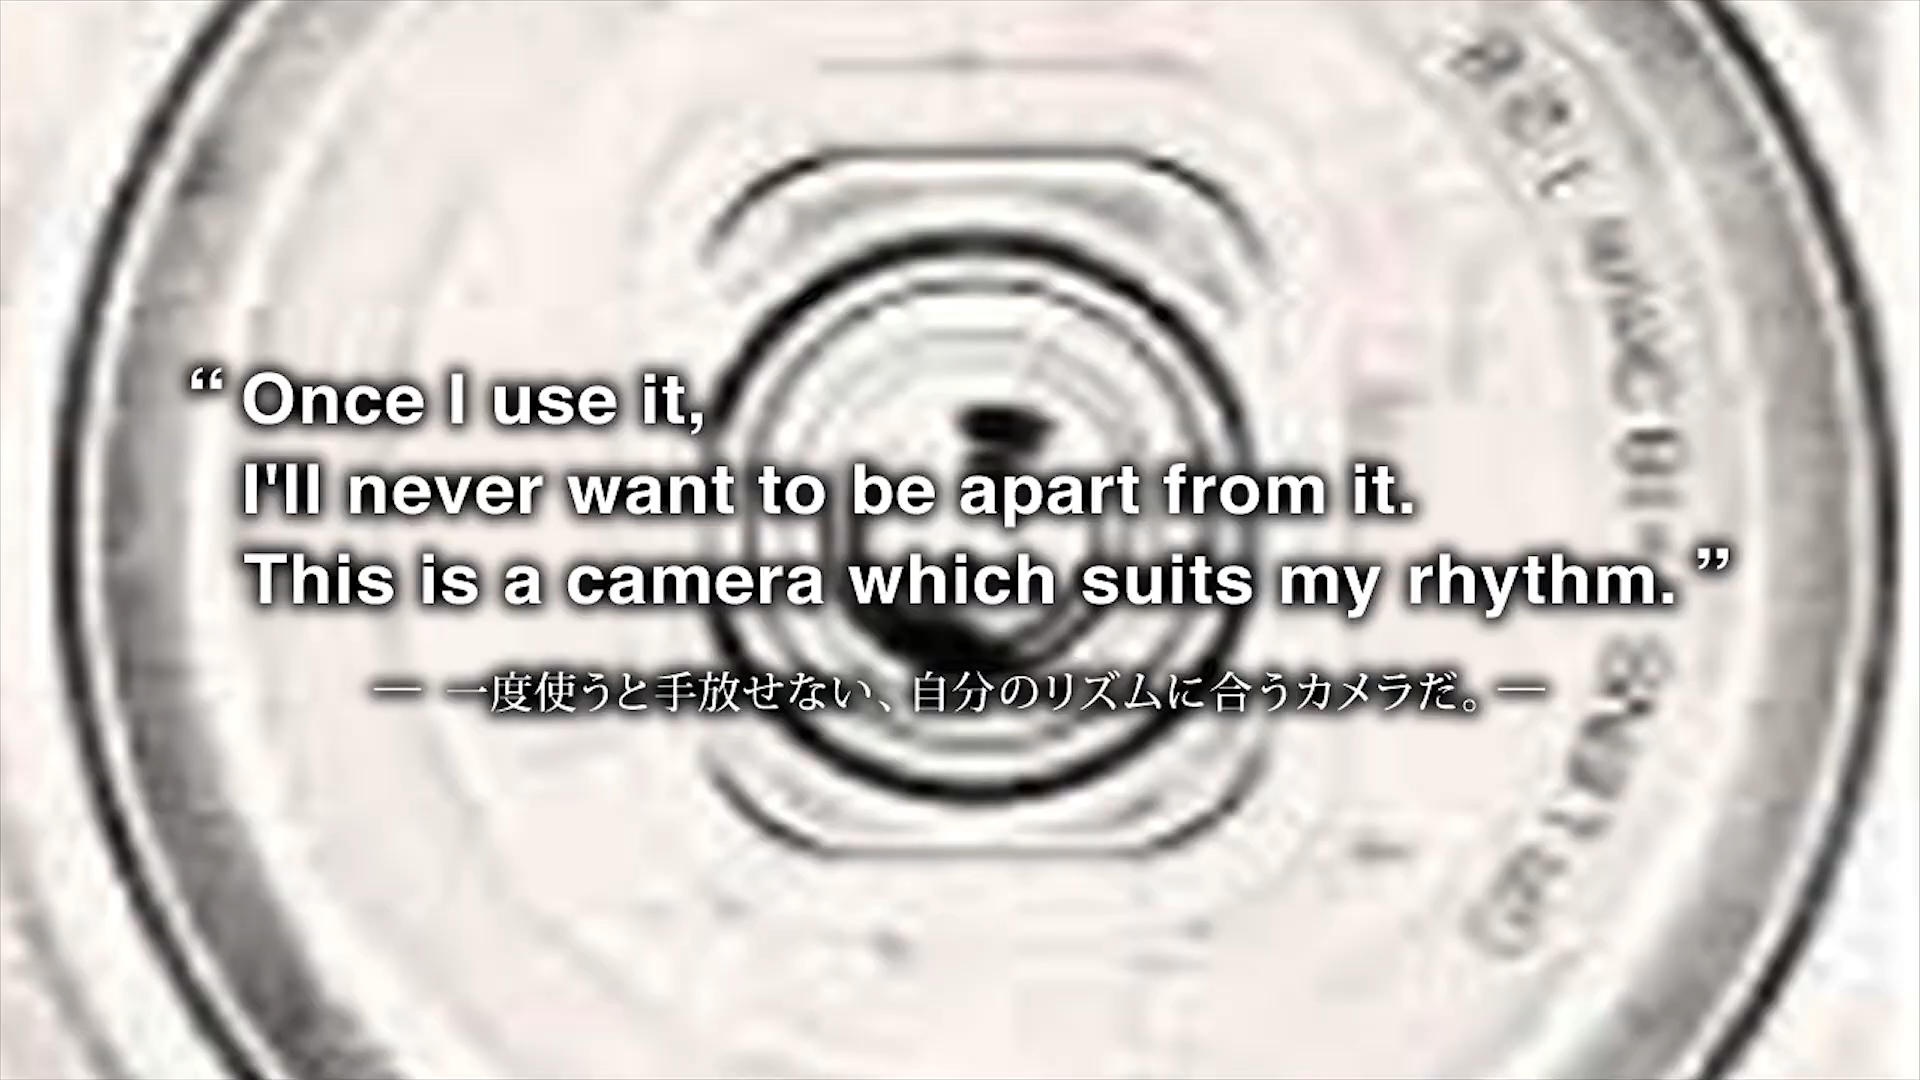 “Once I use it,
I'll never want to be apart from it.
This is a camera which suits my rhythm.”
― 一度使うと手放せない、自分のリズムに合うカメラだ。―